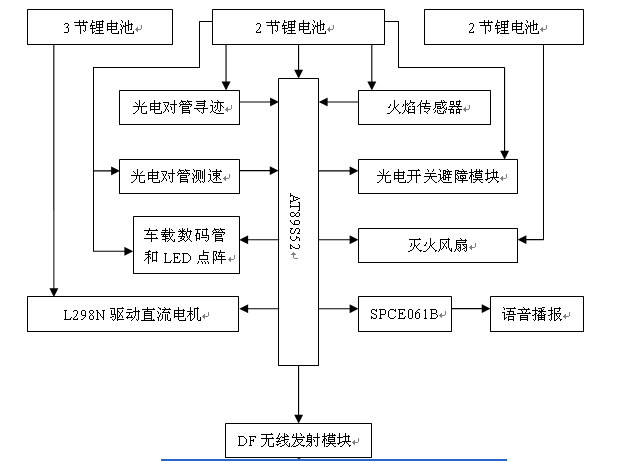 3 节锂电池
2 节锂电池
2 节锂电池
光电对管寻迹
火焰传感器
光电对管测速
光电开关避障模块
AT89S52
车载数码管
和 LED 点阵
灭火风扇
L298N 驱动直流电机
SPCE061B
语音播报
DF 无线发射模块